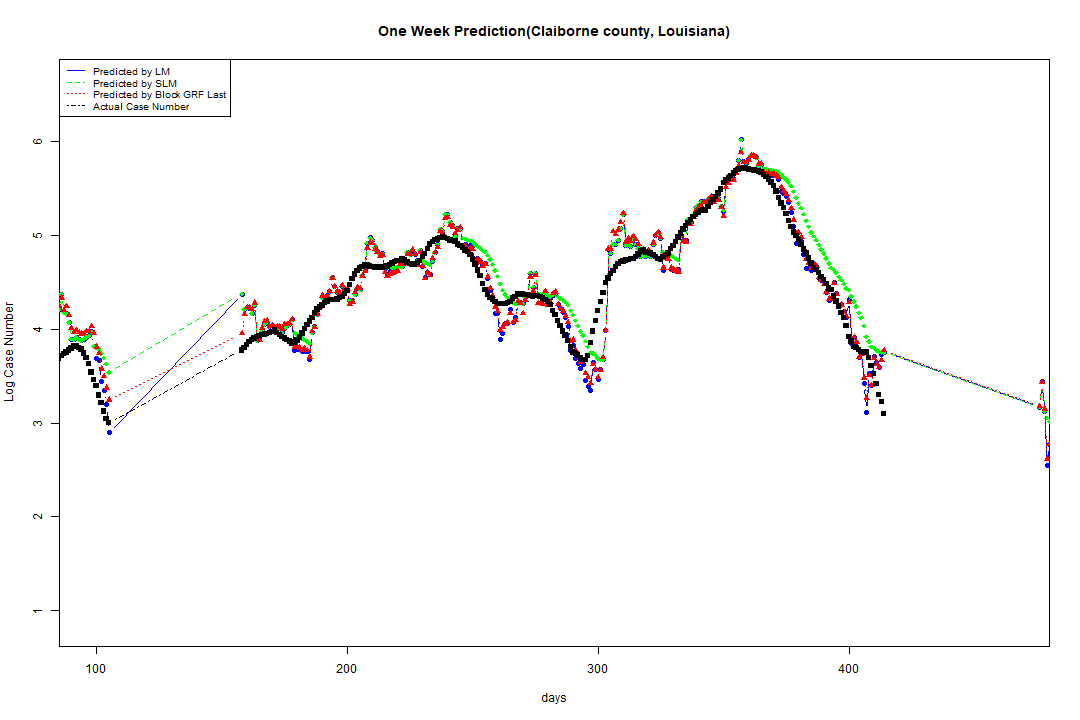 One Week Prediction(Claiborne county, Louisiana)
Predicted by LM
Predicted by SLM
Predicted by Block GRF Last
Actual Case Number
6
5
4
3
2
1
Log Case Number
100 200 300 400
days